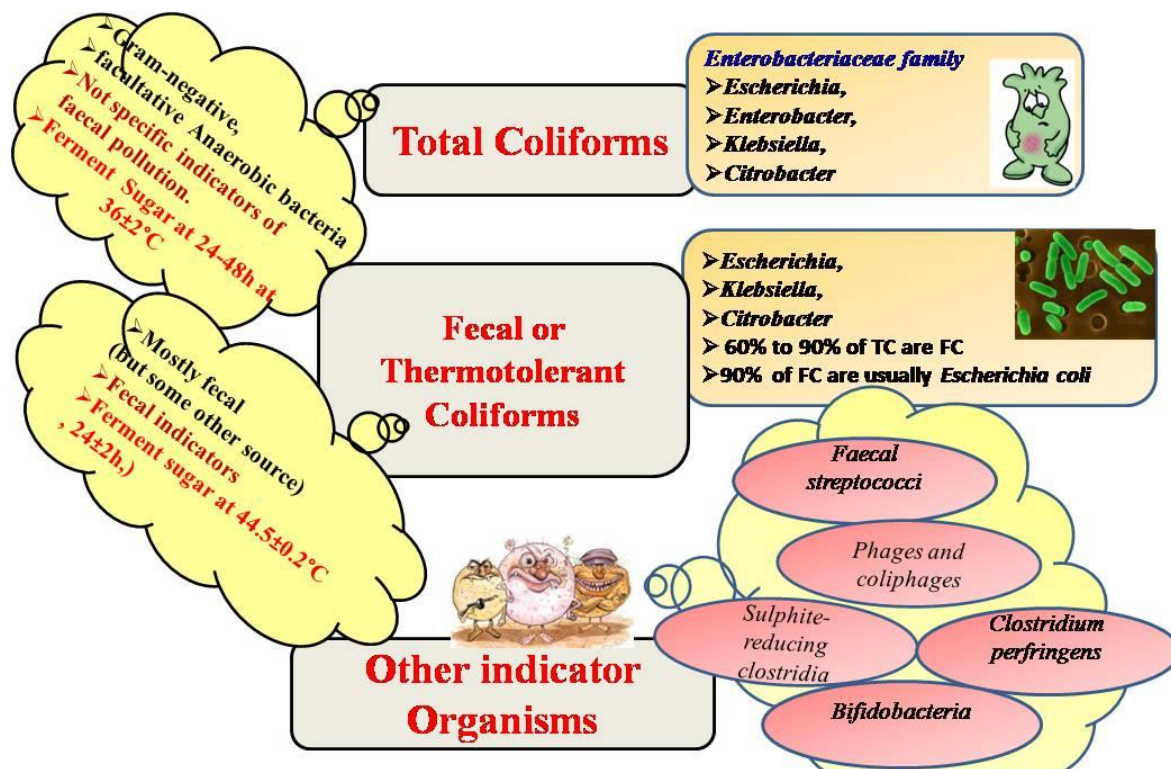 ➢Gram-negative,
➢facultative Anaerobic bacteria
➢Not specific indicators of
faecal pollution.
➢Ferment Sugar at 24-48h at
36±2°C
Total Coliforms
Enterobacteriaceae family
➢Escherichia,
➢Enterobacter,
➢Klebsiella,
➢Citrobacter
➢Mostly fecal
(but some other source)
➢Fecal indicators
➢Ferment sugar at 44.5±0.2°C
, 24±2h,)
Fecal or
Thermotolerant
Coliforms
➢Escherichia,
➢Klebsiella,
➢Citrobacter
➢ 60% to 90% of TC are FC
➢90% of FC are usually Escherichia coli
Other indicator
Organisms
Faecal
streptococci
Phages and
coliphages
Sulphite-
reducing
clostridia
Clostridium
perfringens
Bifidobacteria